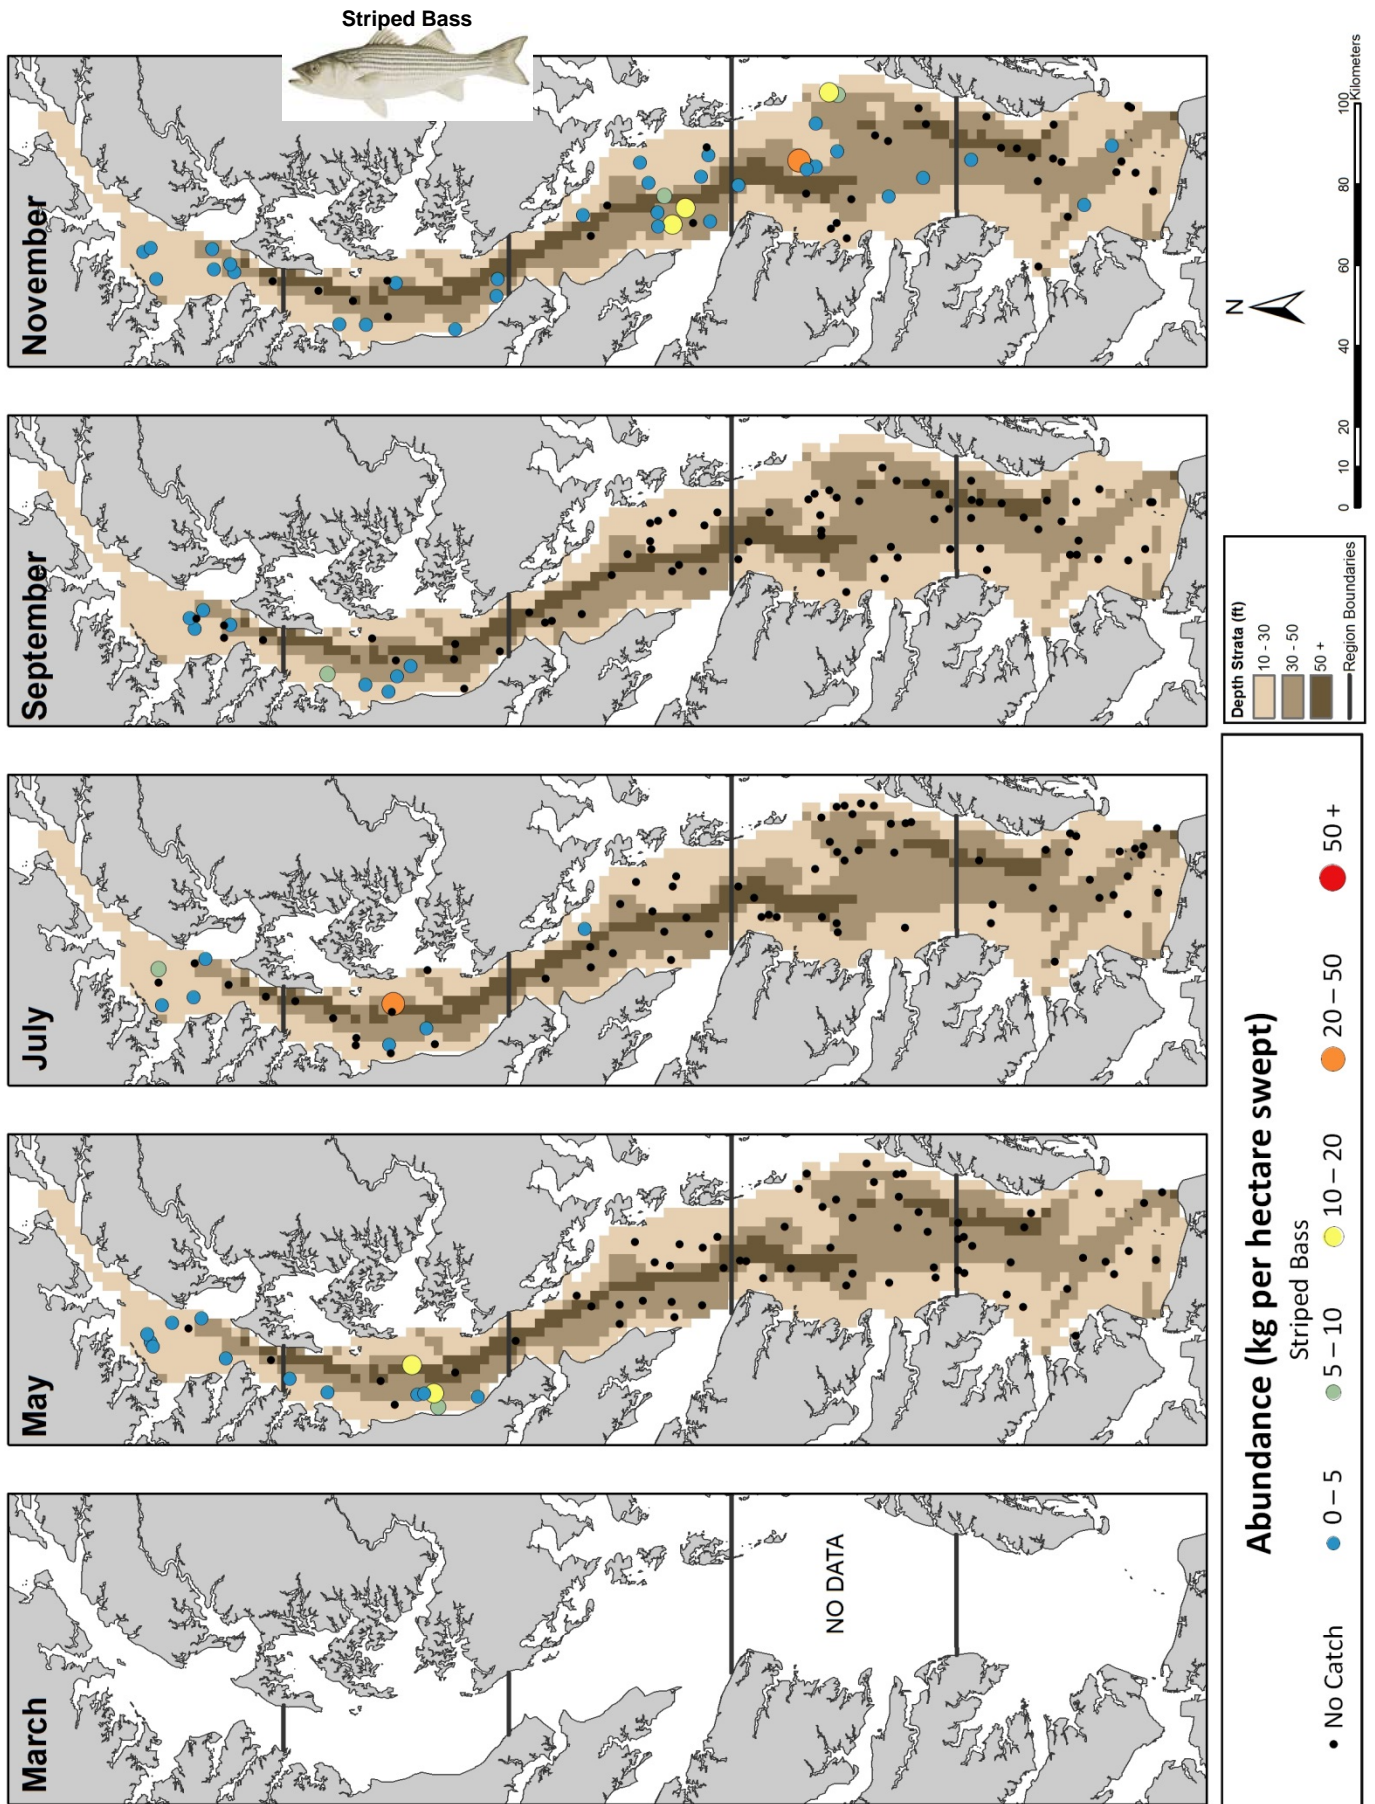 Striped Bass
March
May
July
September
November
NO DATA
Abundance (kg per hectare swept)
Striped Bass
No Catch
0 – 5
5 – 10
10 – 20
20 – 50
50 +
Depth Strata (ft)
10 - 30
30 - 50
50 +
Region Boundaries
N
0 10 20 40 60 80 100
Kilometers